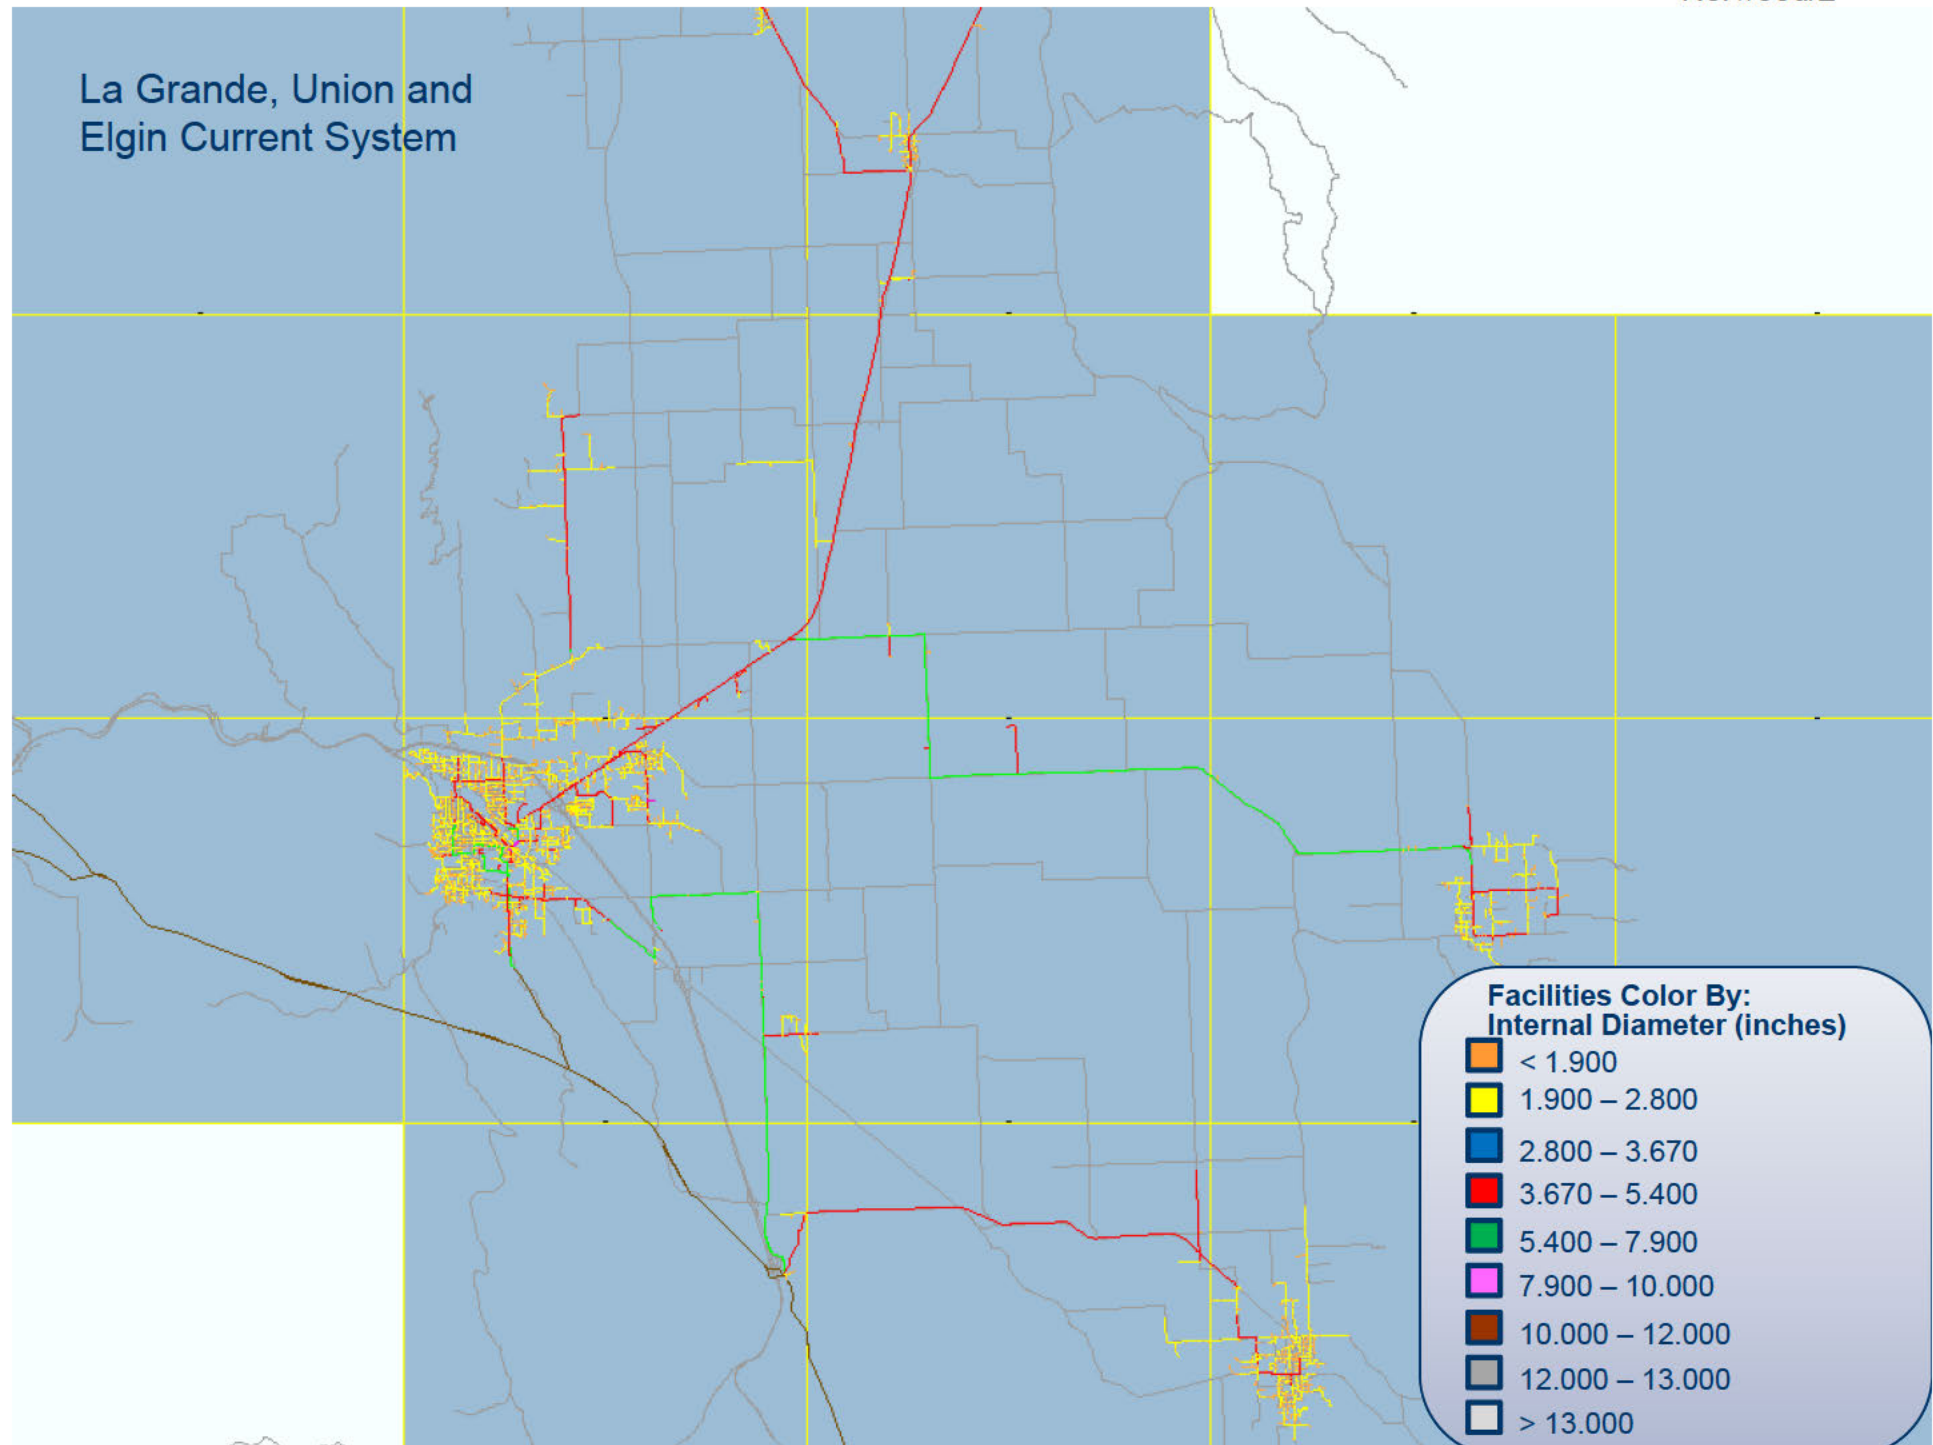 La Grande, Union and
Elgin Current System
Facilities Color By:
Internal Diameter (inches)
< 1.900
1.900 – 2.800
2.800 – 3.670
3.670 – 5.400
5.400 – 7.900
7.900 – 10.000
10.000 – 12.000
12.000 – 13.000
> 13.000